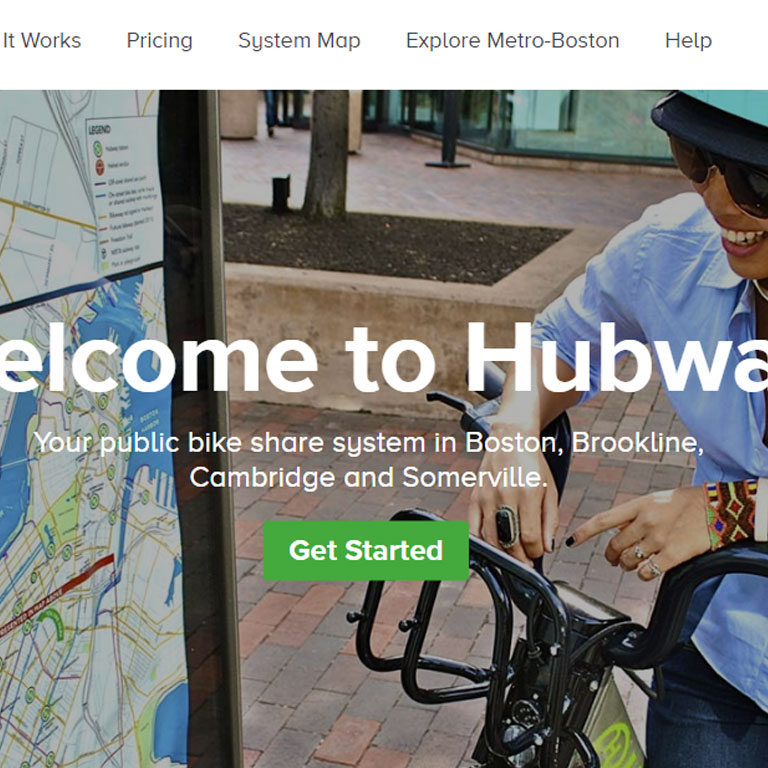 It Works Pricing System Map Explore Metro-Boston Help
LEGEND
elcome to Hubwa
Your public bike share system in Boston, Brookline,
Cambridge and Somerville.
Get Started